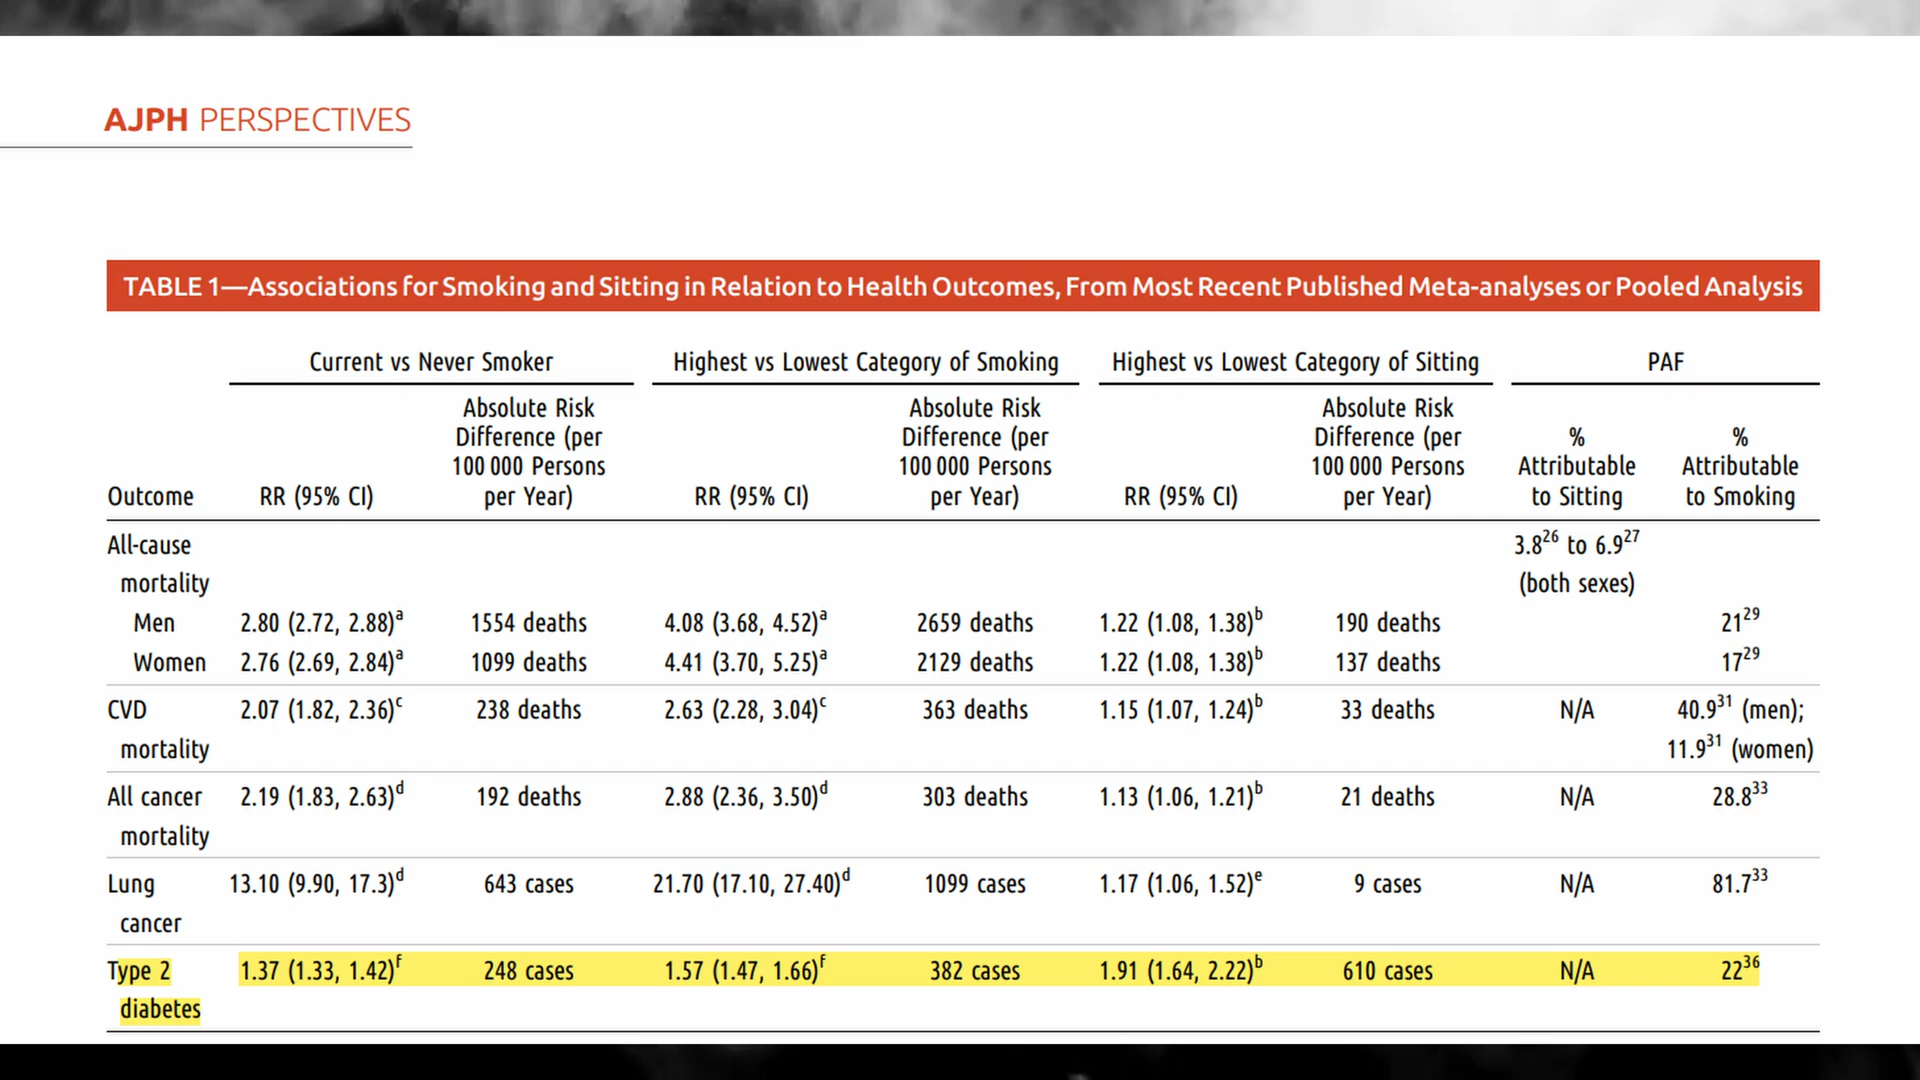 AJPH PERSPECTIVES
TABLE 1—Associations for Smoking and Sitting in Relation to Health Outcomes, From Most Recent Published Meta-analyses or Pooled Analysis
Current vs Never Smoker Highest vs Lowest Category of Smoking Highest vs Lowest Category of Sitting PAF
Absolute Risk Absolute Risk Absolute Risk
Difference (per Difference (per Difference (per % %
100 000 Persons 100 000 Persons 100 000 Persons Attributable Attributable
Outcome RR (95% CI) per Year) RR (95% CI) per Year) RR (95% CI) per Year) to Sitting to Smoking
All-cause 3.8²⁶ to 6.9²⁷
mortality (both sexes)
Men 2.80 (2.72, 2.88)ᵃ 1554 deaths 4.08 (3.68, 4.52)ᵃ 2659 deaths 1.22 (1.08, 1.38)ᵇ 190 deaths 21²⁹
Women 2.76 (2.69, 2.84)ᵃ 1099 deaths 4.41 (3.70, 5.25)ᵃ 2129 deaths 1.22 (1.08, 1.38)ᵇ 137 deaths 17²⁹
CVD 2.07 (1.82, 2.36)ᶜ 238 deaths 2.63 (2.28, 3.04)ᶜ 363 deaths 1.15 (1.07, 1.24)ᵇ 33 deaths N/A 40.9³¹ (men);
mortality 11.9³¹ (women)
All cancer 2.19 (1.83, 2.63)ᵈ 192 deaths 2.88 (2.36, 3.50)ᵈ 303 deaths 1.13 (1.06, 1.21)ᵇ 21 deaths N/A 28.8³³
mortality
Lung 13.10 (9.90, 17.3)ᵈ 643 cases 21.70 (17.10, 27.40)ᵈ 1099 cases 1.17 (1.06, 1.52)ᵉ 9 cases N/A 81.7³³
cancer
Type 2 1.37 (1.33, 1.42)ᶠ 248 cases 1.57 (1.47, 1.66)ᶠ 382 cases 1.91 (1.64, 2.22)ᵇ 610 cases N/A 22³⁶
diabetes